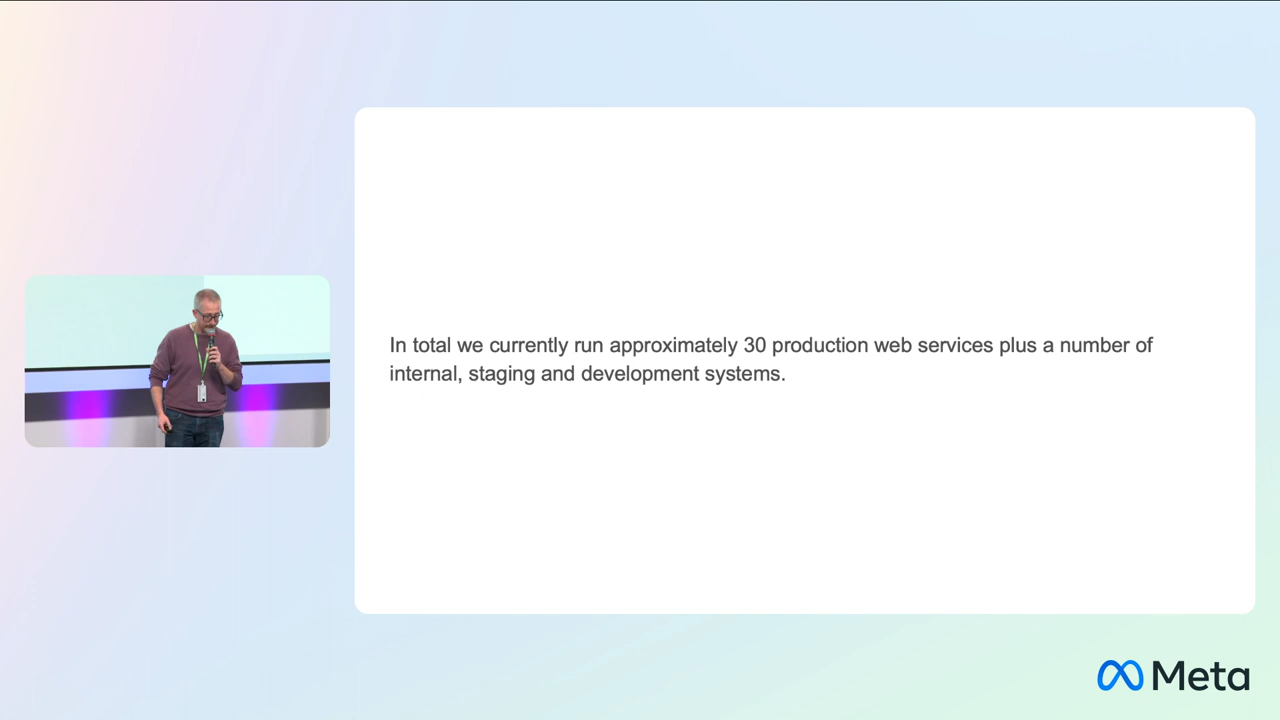 In total we currently run approximately 30 production web services plus a number of
internal, staging and development systems.
Meta